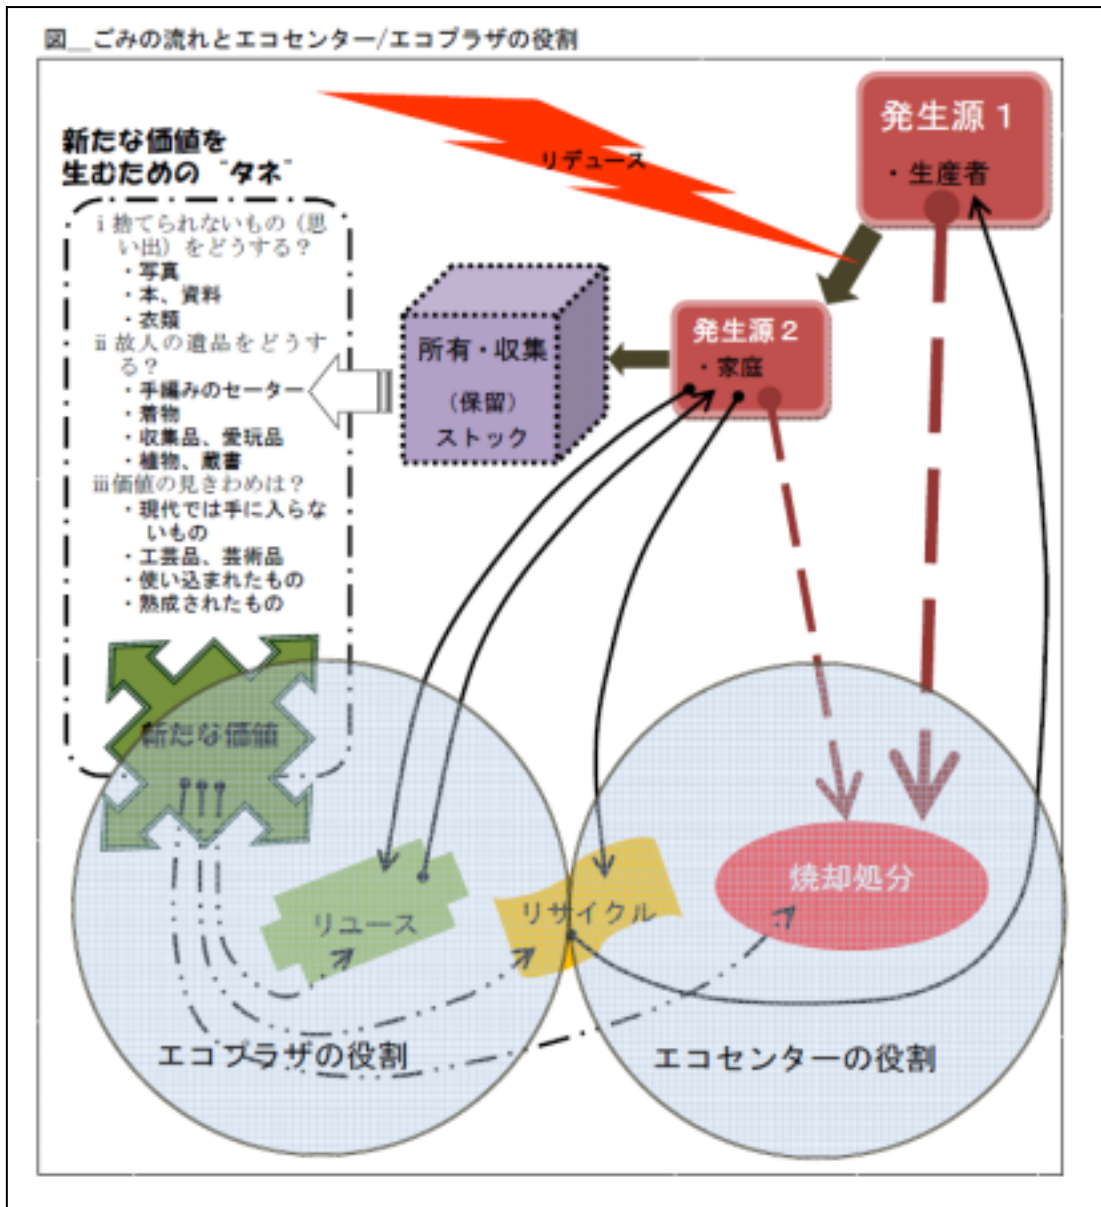 図__ごみの流れとエコセンター/エコプラザの役割
発生源1
・生産者
リデュース
新たな価値を
生むための“タネ”
ⅰ捨てられないもの（思
い出）をどうする？
・写真
・本、資料
・衣類
ⅱ故人の遺品をどうす
る？
・手編みのセーター
・着物
・収集品、愛玩品
・植物、蔵書
ⅲ価値の見きわめは？
・現代では手に入らな
いもの
・工芸品、芸術品
・使い込まれたもの
・熟成されたもの
所有・収集
（保留）
ストック
発生源2
・家庭
新たな価値
リユース
リサイクル
焼却処分
エコプラザの役割
エコセンターの役割